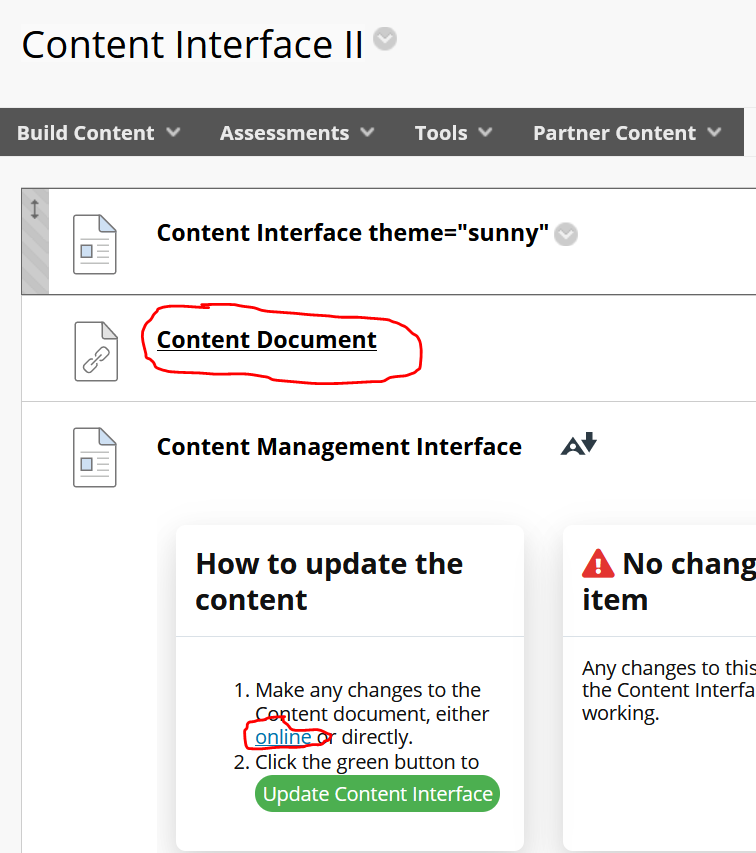 Content Interface II
Build Content Assessments Tools Partner Content
Content Interface theme="sunny"
Content Document
Content Management Interface
How to update the
content
1. Make any changes to the
Content document, either
online or directly.
2. Click the green button to
Update Content Interface
No chang
item
Any changes to this
the Content Interfa
working.